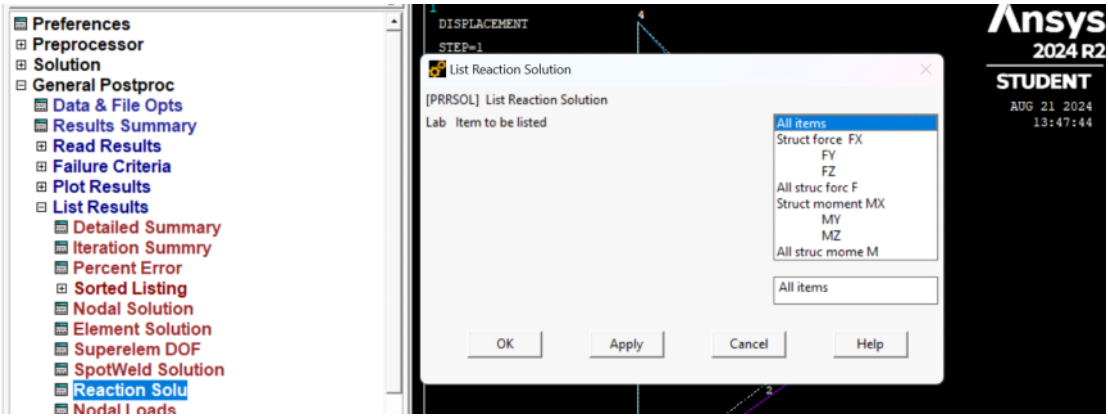 Preferences
Preprocessor
Solution
General Postproc
Data & File Opts
Results Summary
Read Results
Failure Criteria
Plot Results
List Results
Detailed Summary
Iteration Summry
Percent Error
Sorted Listing
Nodal Solution
Element Solution
Superelem DOF
SpotWeld Solution
Reaction Solu
Nodal Loads
1
DISPLACEMENT
STEP=1
4
List Reaction Solution
[PRRSOL] List Reaction Solution
Lab Item to be listed
All items
Struct force FX
FY
FZ
All struc forc F
Struct moment MX
MY
MZ
All struc mome M
All items
OK
Apply
Cancel
Help
2
Ansys
2024 R2
STUDENT
AUG 21 2024
13:47:44